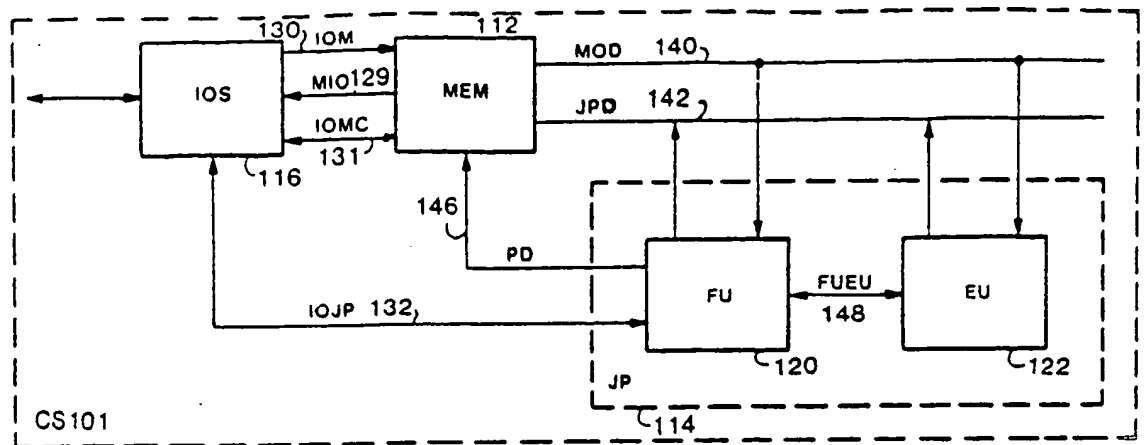 130 IOM
112
MOD 140
IOS
MIO 129
MEM
JPD 142
IOMC
131
116
146
PD
FU
FUEU
148
EU
IOJP 132
120
122
JP
CS101
114